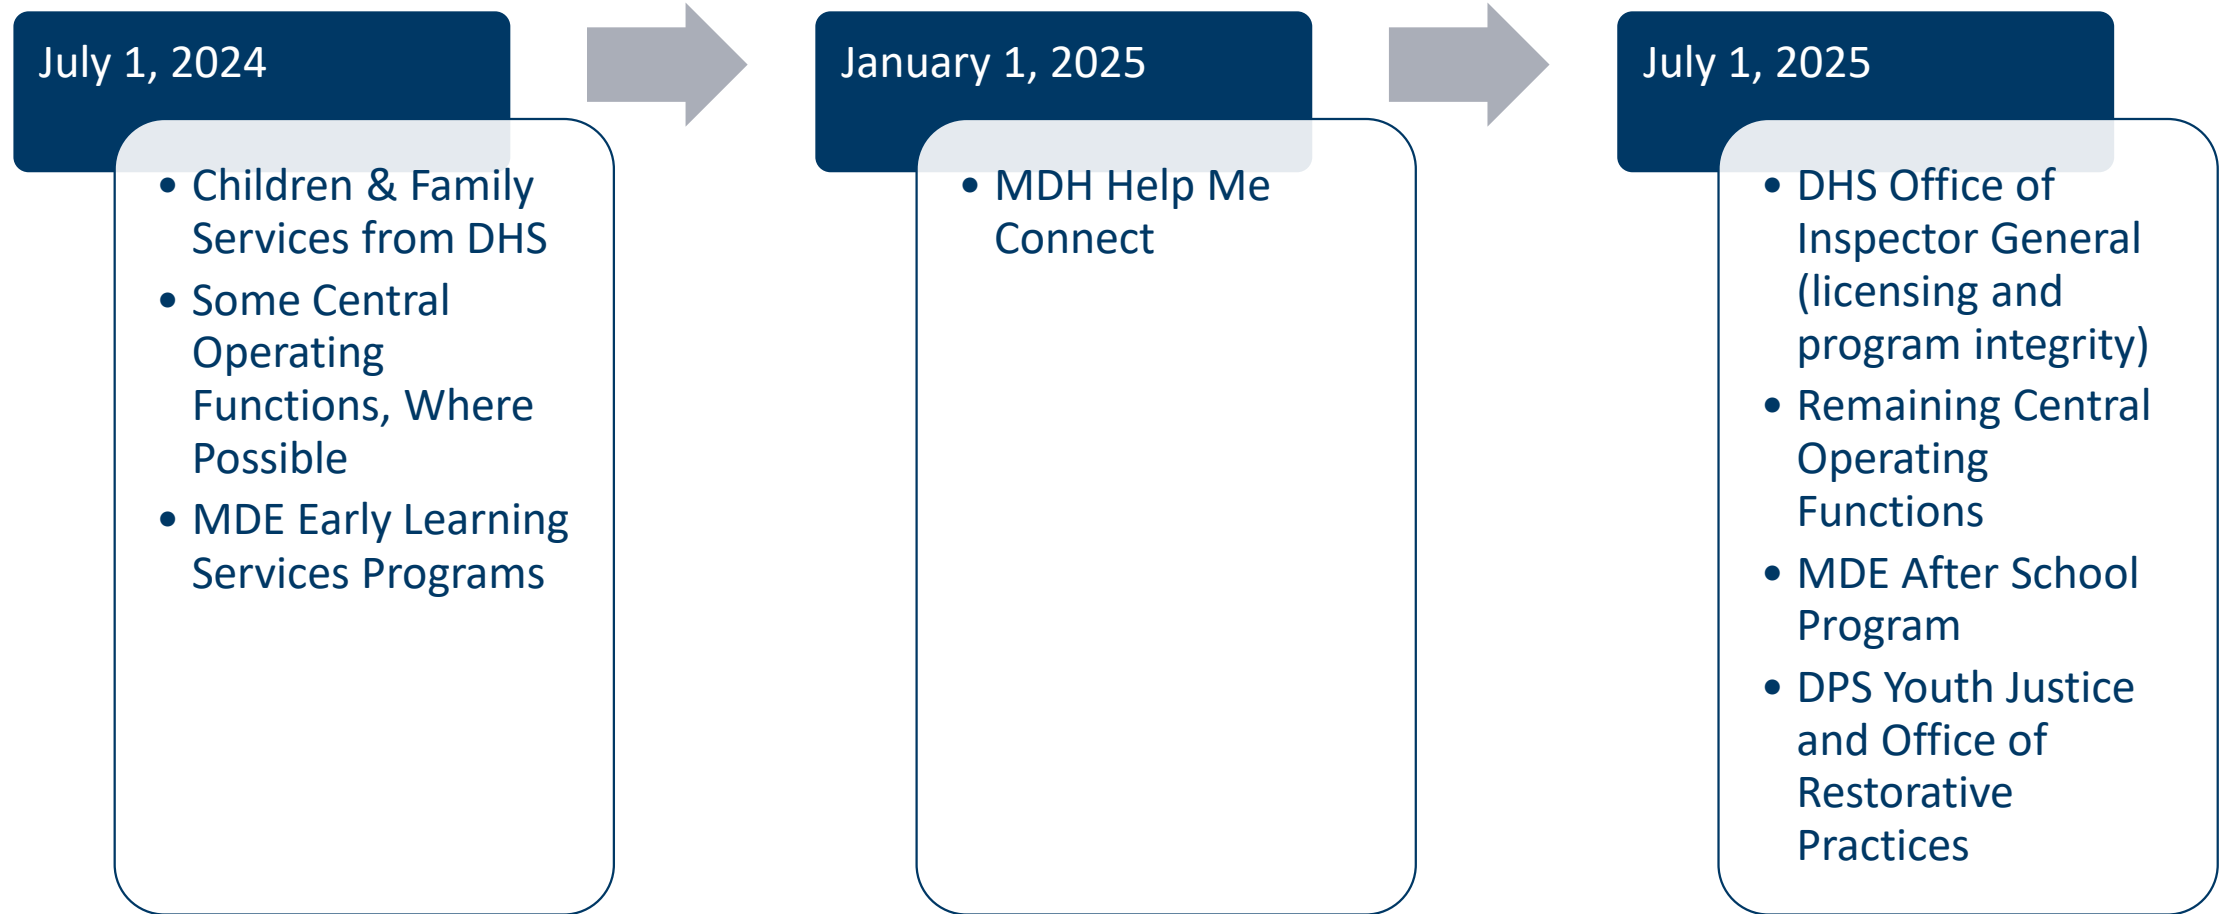 July 1, 2024
• Children & Family
Services from DHS
• Some Central
Operating
Functions, Where
Possible
• MDE Early Learning
Services Programs
January 1, 2025
• MDH Help Me
Connect
July 1, 2025
• DHS Office of
Inspector General
(licensing and
program integrity)
• Remaining Central
Operating
Functions
• MDE After School
Program
• DPS Youth Justice
and Office of
Restorative
Practices